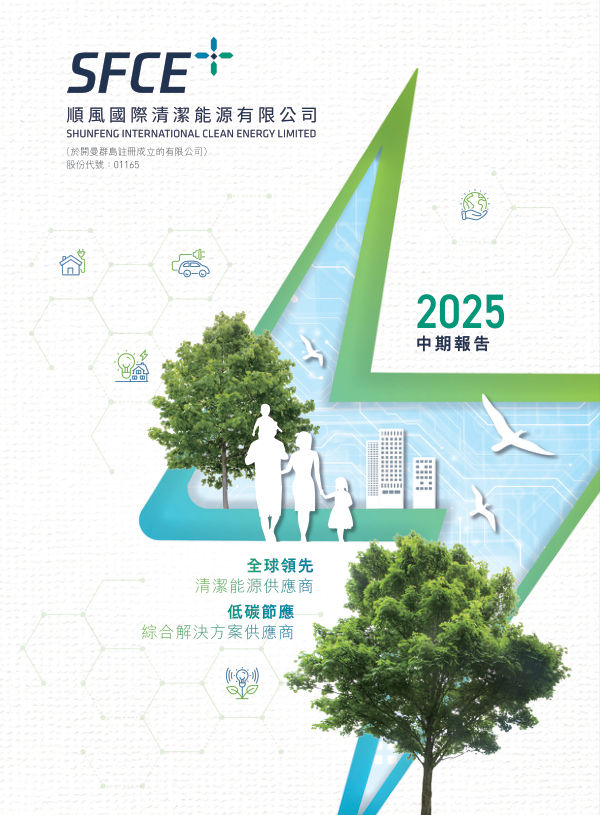 SFCE
順風國際清潔能源有限公司
SHUNFENG INTERNATIONAL CLEAN ENERGY LIMITED
（於開曼群島註冊成立的有限公司）
股份代號：01165
2025
中期報告
全球領先
清潔能源供應商
低碳節應
綜合解決方案供應商